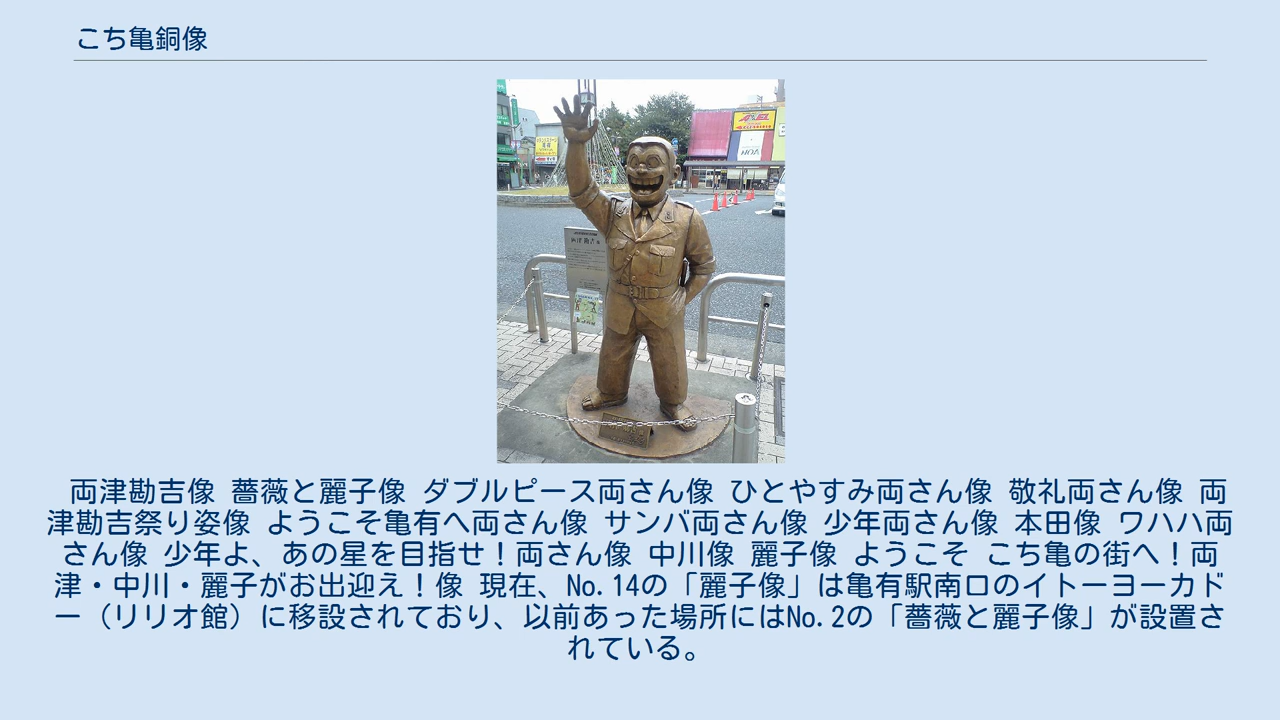 こち亀銅像
両津勘吉像 薔薇と麗子像 ダブルピース両さん像 ひとやすみ両さん像 敬礼両さん像 両
津勘吉祭り姿像 ようこそ亀有へ両さん像 サンバ両さん像 少年両さん像 本田像 ワハハ両
さん像 少年よ、あの星を目指せ！両さん像 中川像 麗子像 ようこそ こち亀の街へ！両
津・中川・麗子がお出迎え！像 現在、No.14の「麗子像」は亀有駅南口のイトーヨーカド
ー（リリオ館）に移設されており、以前あった場所にはNo.2の「薔薇と麗子像」が設置さ
れている。